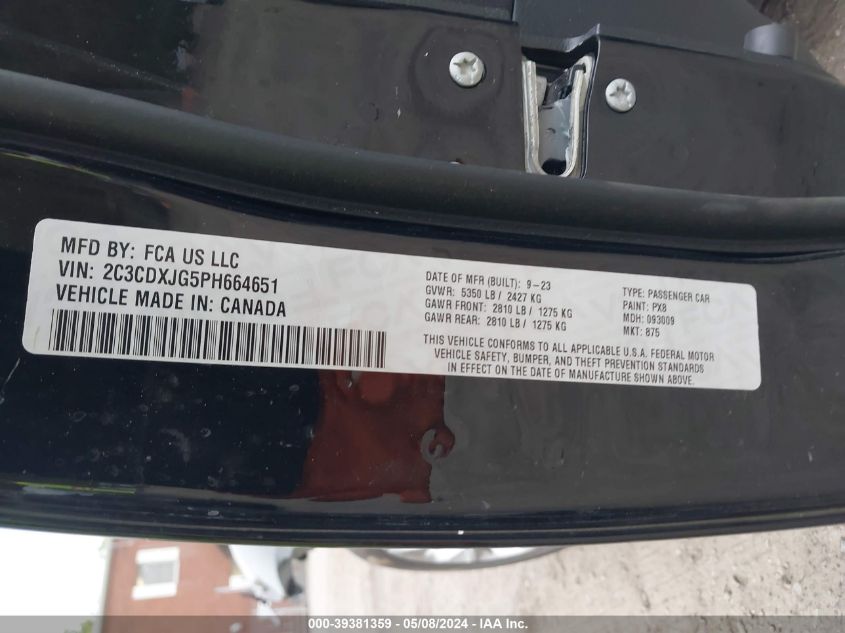 MFD BY: FCA US LLC
VIN: 2C3CDXJG5PH664651
VEHICLE MADE IN: CANADA
DATE OF MFR (BUILT): 9-23
GVWR: 5350 LB / 2427 KG
GAWR FRONT: 2810 LB / 1275 KG
GAWR REAR: 2810 LB / 1275 KG
TYPE: PASSENGER CAR
PAINT: PX8
MDH: 093009
MKT: 875
THIS VEHICLE CONFORMS TO ALL APPLICABLE U.S.A. FEDERAL MOTOR
VEHICLE SAFETY, BUMPER, AND THEFT PREVENTION STANDARDS
IN EFFECT ON THE DATE OF MANUFACTURE SHOWN ABOVE.
000-39381359 - 05/08/2024 - IAA Inc.